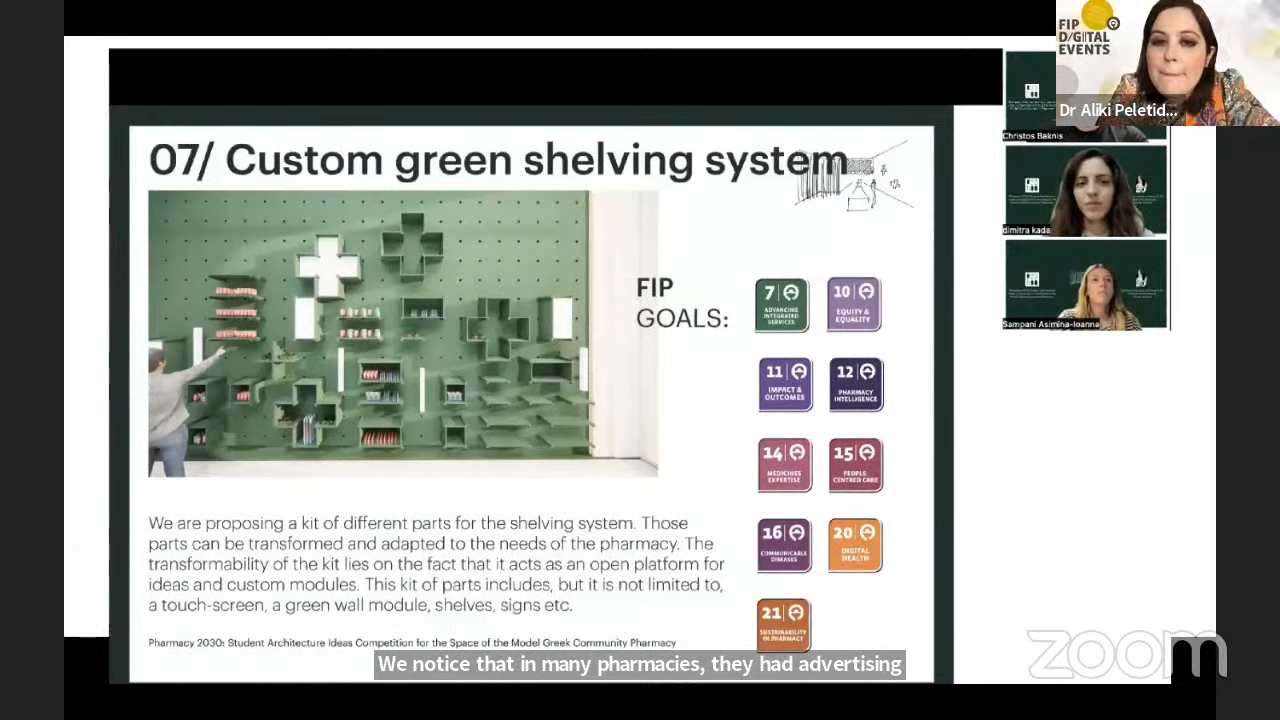 FIP
D/G|TAL
EVENTS
Dr Aliki Peletid...
Christos Baknis
dimitra kada
Sampani Asimina-Ioanna
07/ Custom green shelving system
FIP
GOALS:
7
ADVANCING
INTEGRATED
SERVICES
10
EQUITY &
EQUALITY
11
IMPACT &
OUTCOMES
12
PHARMACY
INTELLIGENCE
14
MEDICINES
EXPERTISE
15
PEOPLE-
CENTRED CARE
16
COMMUNICABLE
DISEASES
20
DIGITAL
HEALTH
21
SUSTAINABILITY
IN PHARMACY
We are proposing a kit of different parts for the shelving system. Those
parts can be transformed and adapted to the needs of the pharmacy. The
transformability of the kit lies on the fact that it acts as an open platform for
ideas and custom modules. This kit of parts includes, but it is not limited to,
a touch-screen, a green wall module, shelves, signs etc.
Pharmacy 2030: Student Architecture Ideas Competition for the Space of the Model Greek Community Pharmacy
We notice that in many pharmacies, they had advertising
zoom